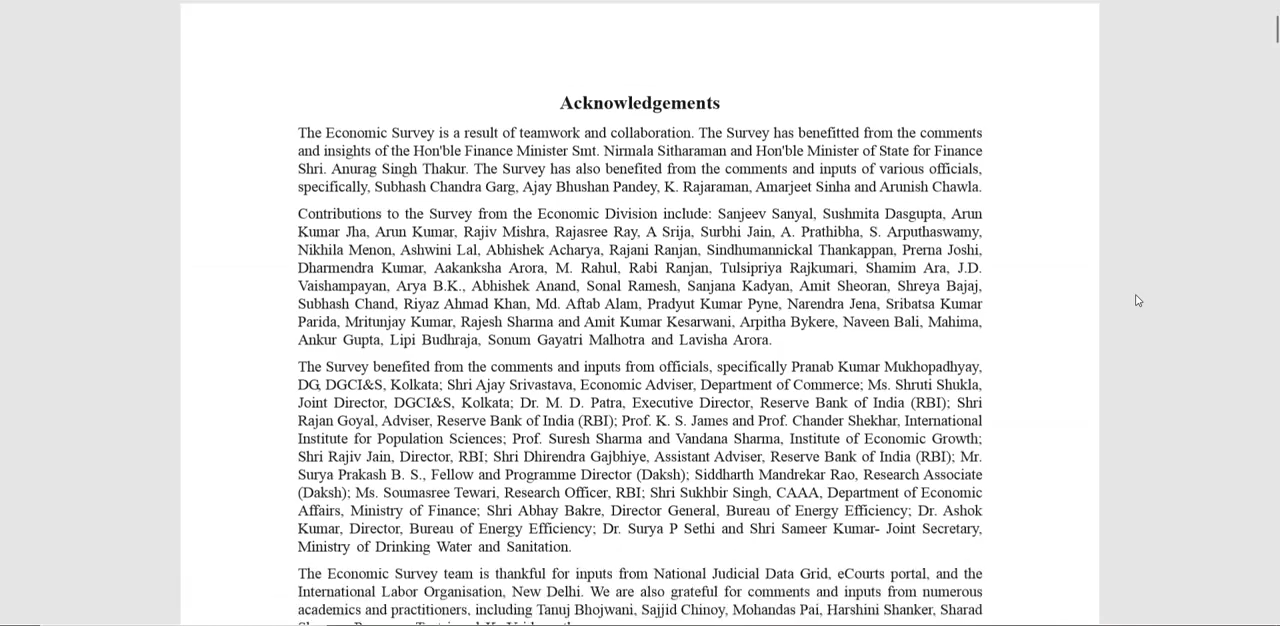 Acknowledgements
The Economic Survey is a result of teamwork and collaboration. The Survey has benefitted from the comments
and insights of the Hon'ble Finance Minister Smt. Nirmala Sitharaman and Hon'ble Minister of State for Finance
Shri. Anurag Singh Thakur. The Survey has also benefited from the comments and inputs of various officials,
specifically, Subhash Chandra Garg, Ajay Bhushan Pandey, K. Rajaraman, Amarjeet Sinha and Arunish Chawla.
Contributions to the Survey from the Economic Division include: Sanjeev Sanyal, Sushmita Dasgupta, Arun
Kumar Jha, Arun Kumar, Rajiv Mishra, Rajasree Ray, A Srija, Surbhi Jain, A. Prathibha, S. Arputhaswamy,
Nikhila Menon, Ashwini Lal, Abhishek Acharya, Rajani Ranjan, Sindhumannickal Thankappan, Prerna Joshi,
Dharmendra Kumar, Aakanksha Arora, M. Rahul, Rabi Ranjan, Tulsipriya Rajkumari, Shamim Ara, J.D.
Vaishampayan, Arya B.K., Abhishek Anand, Sonal Ramesh, Sanjana Kadyan, Amit Sheoran, Shreya Bajaj,
Subhash Chand, Riyaz Ahmad Khan, Md. Aftab Alam, Pradyut Kumar Pyne, Narendra Jena, Sribatsa Kumar
Parida, Mritunjay Kumar, Rajesh Sharma and Amit Kumar Kesarwani, Arpitha Bykere, Naveen Bali, Mahima,
Ankur Gupta, Lipi Budhraja, Sonum Gayatri Malhotra and Lavisha Arora.
The Survey benefited from the comments and inputs from officials, specifically Pranab Kumar Mukhopadhyay,
DG, DGCI&S, Kolkata; Shri Ajay Srivastava, Economic Adviser, Department of Commerce; Ms. Shruti Shukla,
Joint Director, DGCI&S, Kolkata; Dr. M. D. Patra, Executive Director, Reserve Bank of India (RBI); Shri
Rajan Goyal, Adviser, Reserve Bank of India (RBI); Prof. K. S. James and Prof. Chander Shekhar, International
Institute for Population Sciences; Prof. Suresh Sharma and Vandana Sharma, Institute of Economic Growth;
Shri Rajiv Jain, Director, RBI; Shri Dhirendra Gajbhiye, Assistant Adviser, Reserve Bank of India (RBI); Mr.
Surya Prakash B. S., Fellow and Programme Director (Daksh); Siddharth Mandrekar Rao, Research Associate
(Daksh); Ms. Soumasree Tewari, Research Officer, RBI; Shri Sukhbir Singh, CAAA, Department of Economic
Affairs, Ministry of Finance; Shri Abhay Bakre, Director General, Bureau of Energy Efficiency; Dr. Ashok
Kumar, Director, Bureau of Energy Efficiency; Dr. Surya P Sethi and Shri Sameer Kumar- Joint Secretary,
Ministry of Drinking Water and Sanitation.
The Economic Survey team is thankful for inputs from National Judicial Data Grid, eCourts portal, and the
International Labor Organisation, New Delhi. We are also grateful for comments and inputs from numerous
academics and practitioners, including Tanuj Bhojwani, Sajjid Chinoy, Mohandas Pai, Harshini Shanker, Sharad